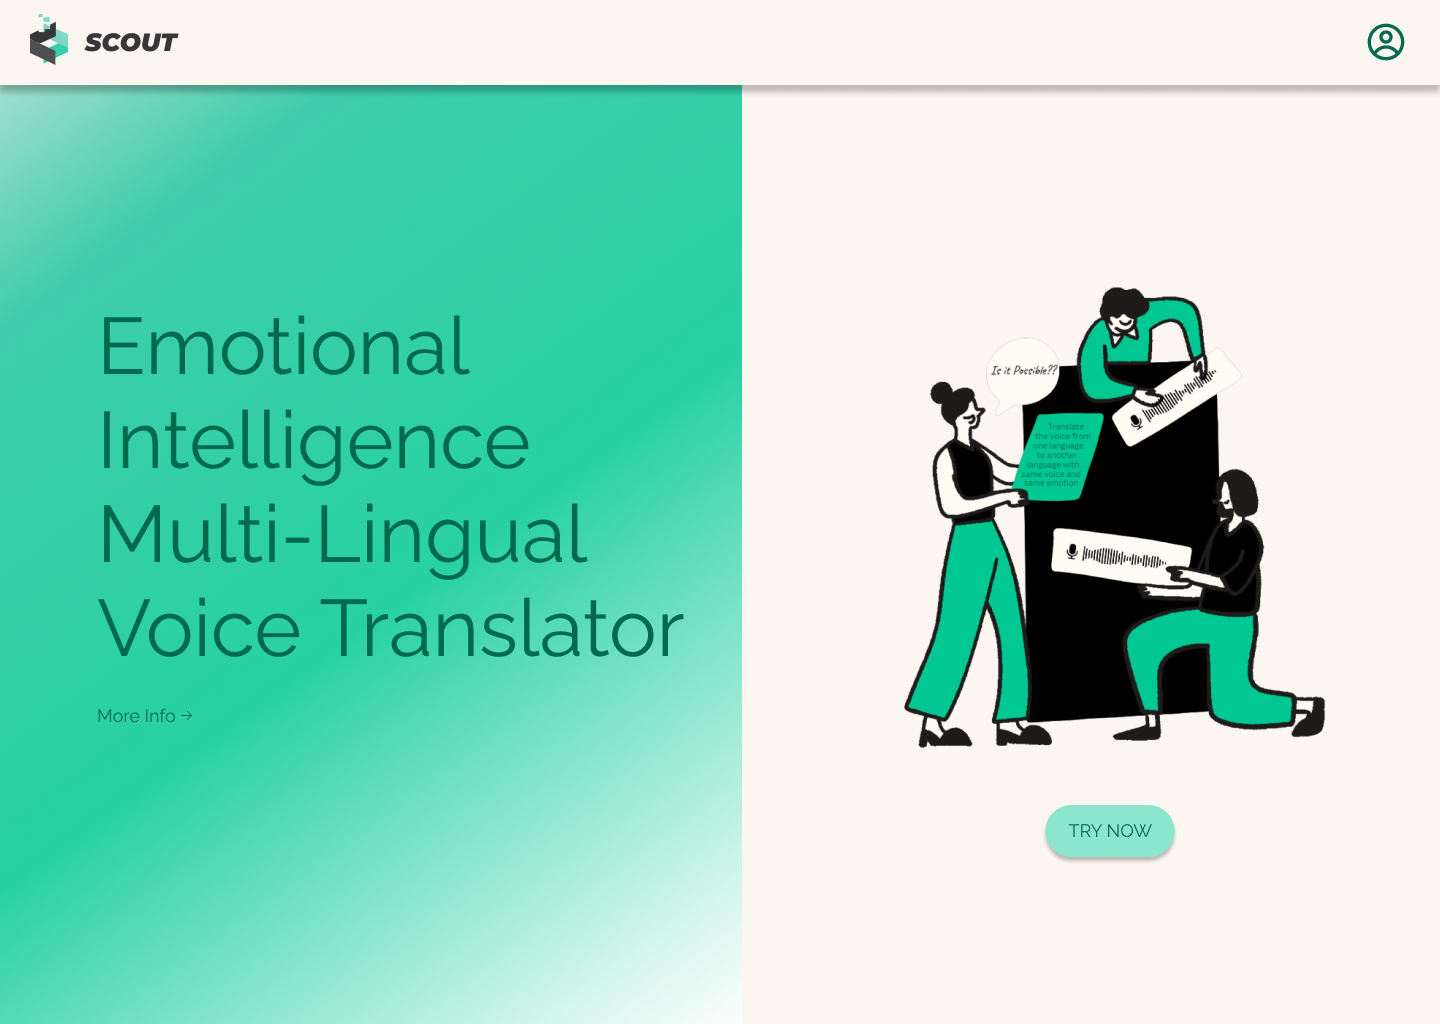 SCOUT
Emotional
Intelligence
Multi-Lingual
Voice Translator
More Info →
Is it Possible??
Translate
the voice from
one language
to another
language with
same voice and
same emotion
TRY NOW